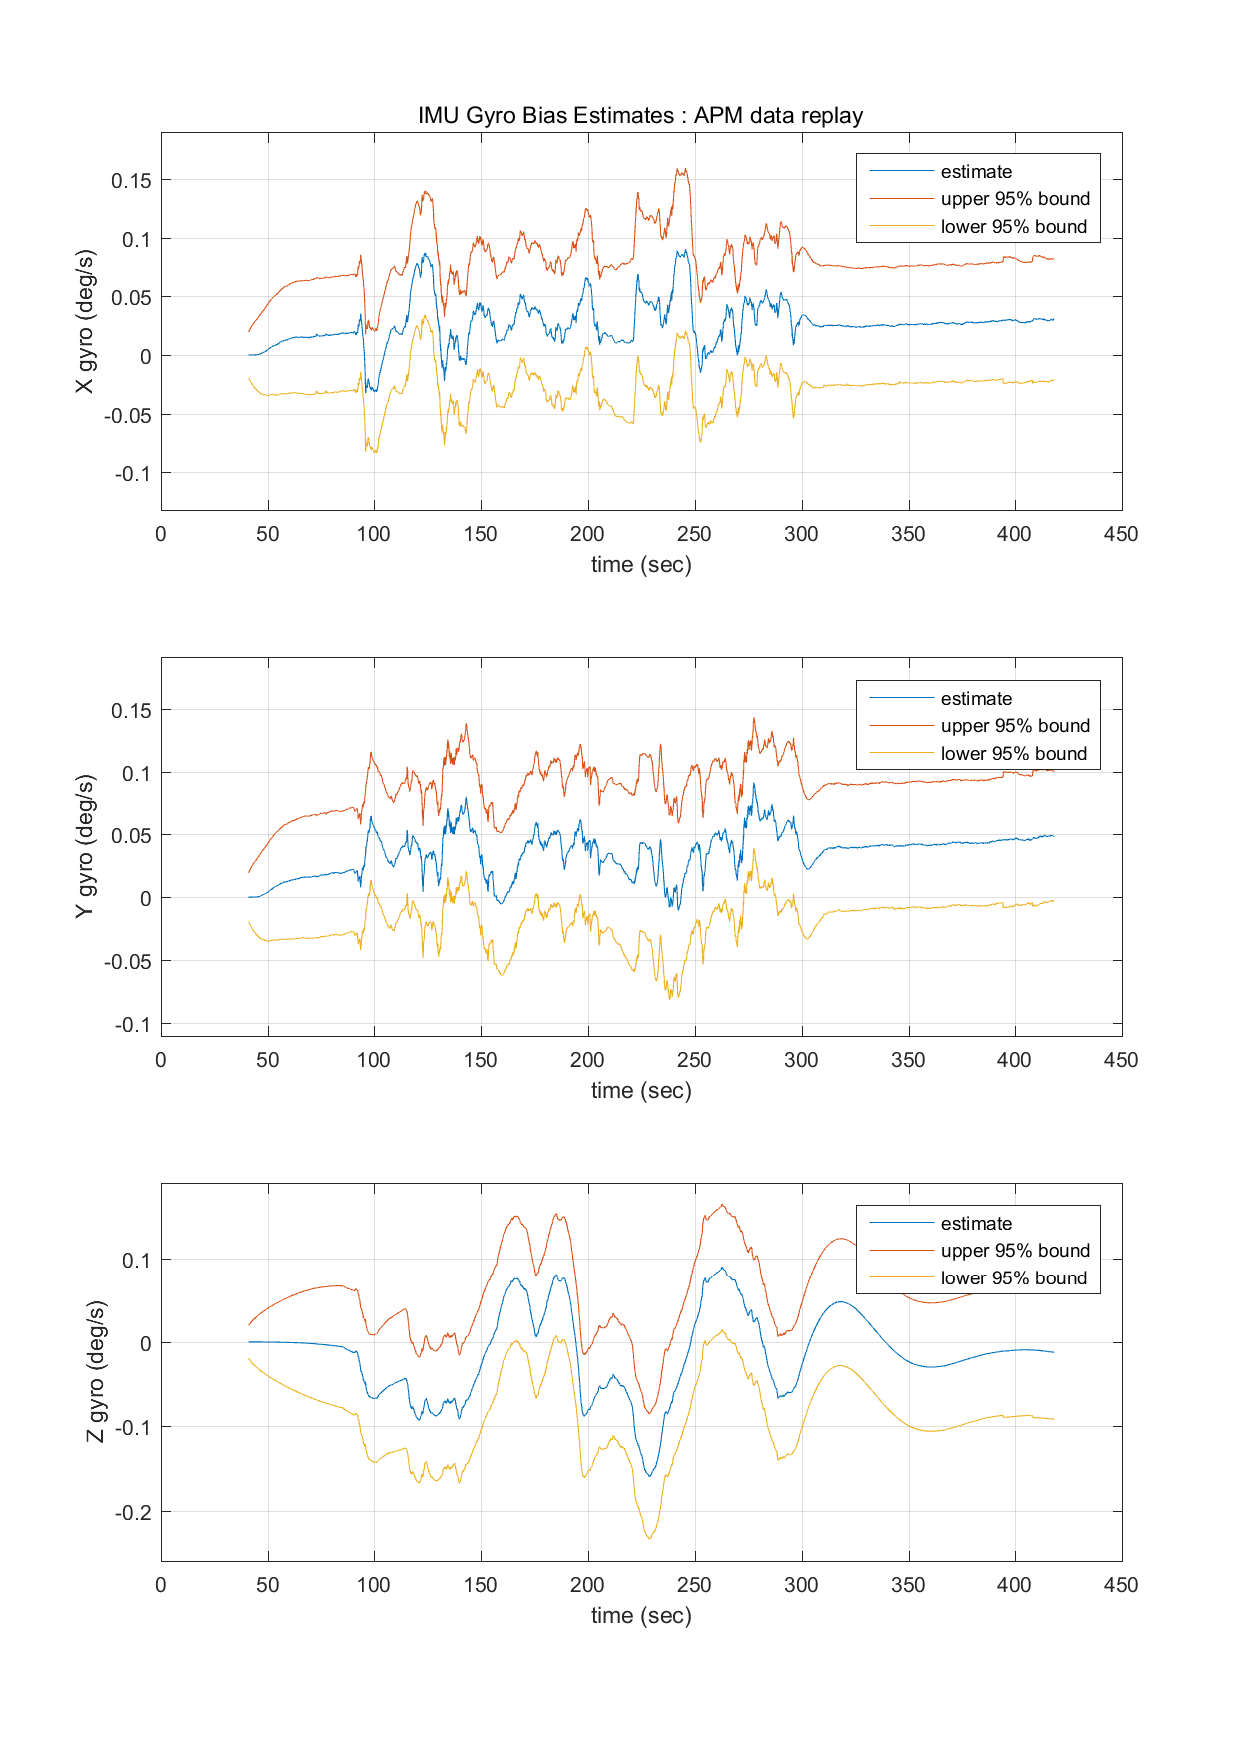 IMU Gyro Bias Estimates : APM data replay
X gyro (deg/s)
0.15
0.1
0.05
0
-0.05
-0.1
estimate
upper 95% bound
lower 95% bound
0 50 100 150 200 250 300 350 400 450
time (sec)
Y gyro (deg/s)
0.15
0.1
0.05
0
-0.05
-0.1
estimate
upper 95% bound
lower 95% bound
0 50 100 150 200 250 300 350 400 450
time (sec)
Z gyro (deg/s)
0.1
0
-0.1
-0.2
estimate
upper 95% bound
lower 95% bound
0 50 100 150 200 250 300 350 400 450
time (sec)